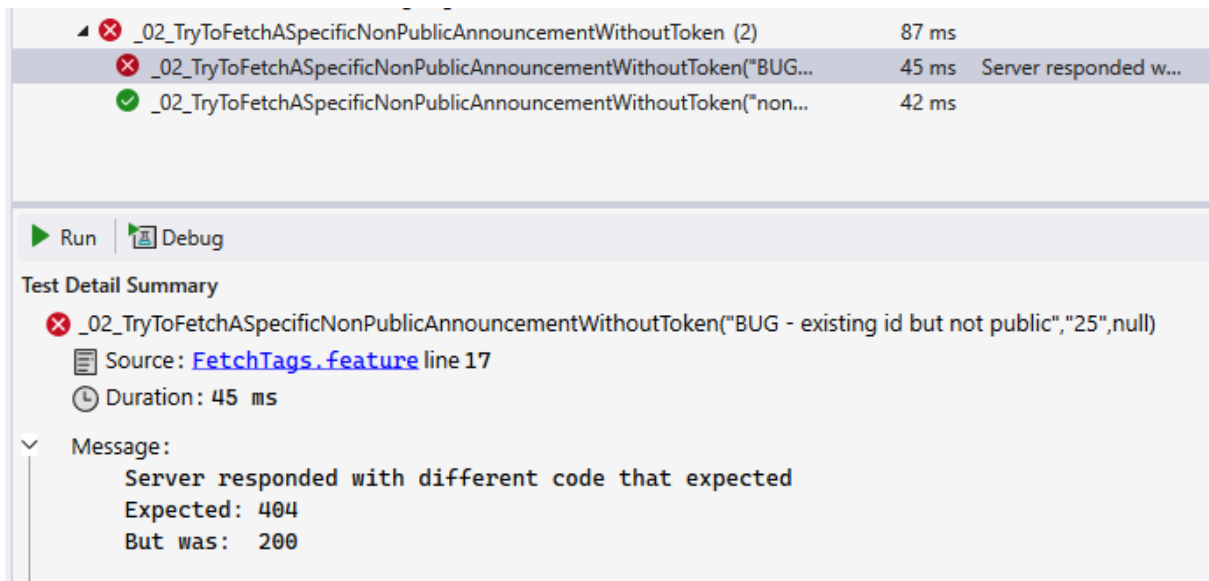 _02_TryToFetchASpecificNonPublicAnnouncementWithoutToken (2) 87 ms
_02_TryToFetchASpecificNonPublicAnnouncementWithoutToken("BUG... 45 ms Server responded w...
_02_TryToFetchASpecificNonPublicAnnouncementWithoutToken("non... 42 ms
Run Debug
Test Detail Summary
_02_TryToFetchASpecificNonPublicAnnouncementWithoutToken("BUG - existing id but not public","25",null)
Source: FetchTags.feature line 17
Duration: 45 ms
Message:
Server responded with different code that expected
Expected: 404
But was: 200